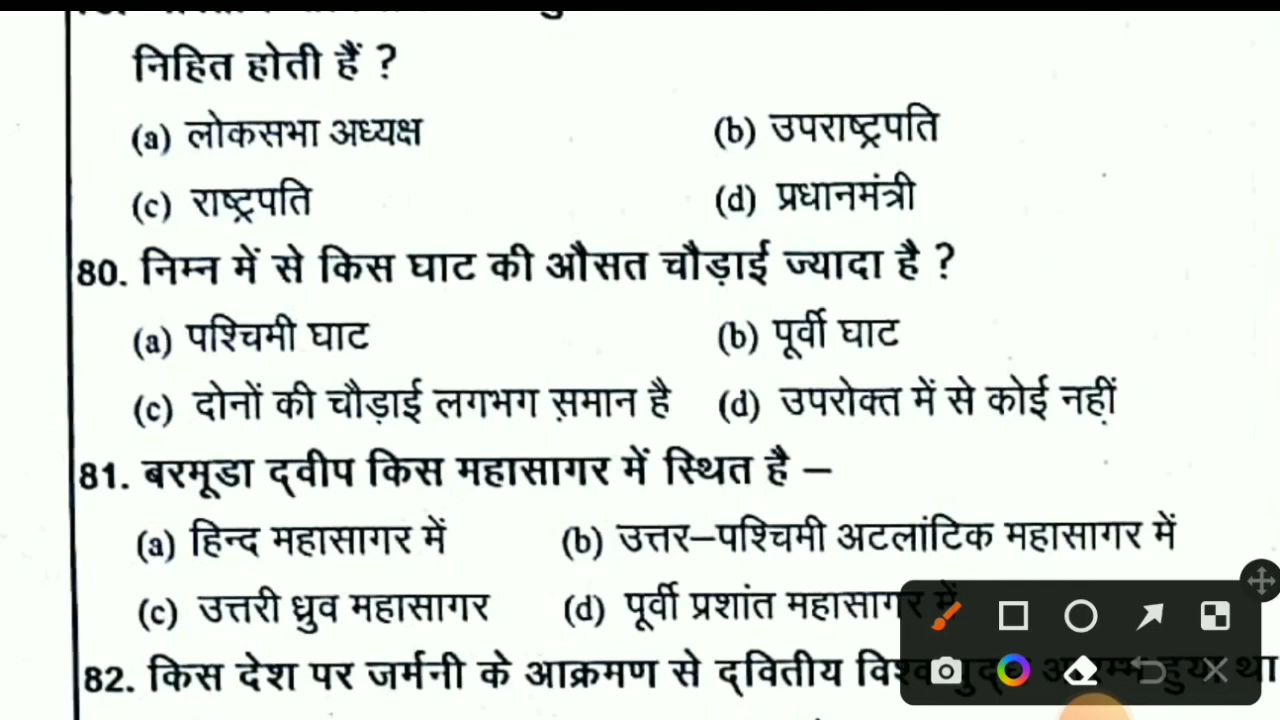 निहित होती हैं ?
(a) लोकसभा अध्यक्ष (b) उपराष्ट्रपति
(c) राष्ट्रपति (d) प्रधानमंत्री
80. निम्न में से किस घाट की औसत चौड़ाई ज्यादा है ?
(a) पश्चिमी घाट (b) पूर्वी घाट
(c) दोनों की चौड़ाई लगभग समान है (d) उपरोक्त में से कोई नहीं
81. बरमूडा द्वीप किस महासागर में स्थित है –
(a) हिन्द महासागर में (b) उत्तर–पश्चिमी अटलांटिक महासागर में
(c) उत्तरी ध्रुव महासागर (d) पूर्वी प्रशांत महासागर में
82. किस देश पर जर्मनी के आक्रमण से द्वितीय विश्व युद्ध आरम्भ हुया था